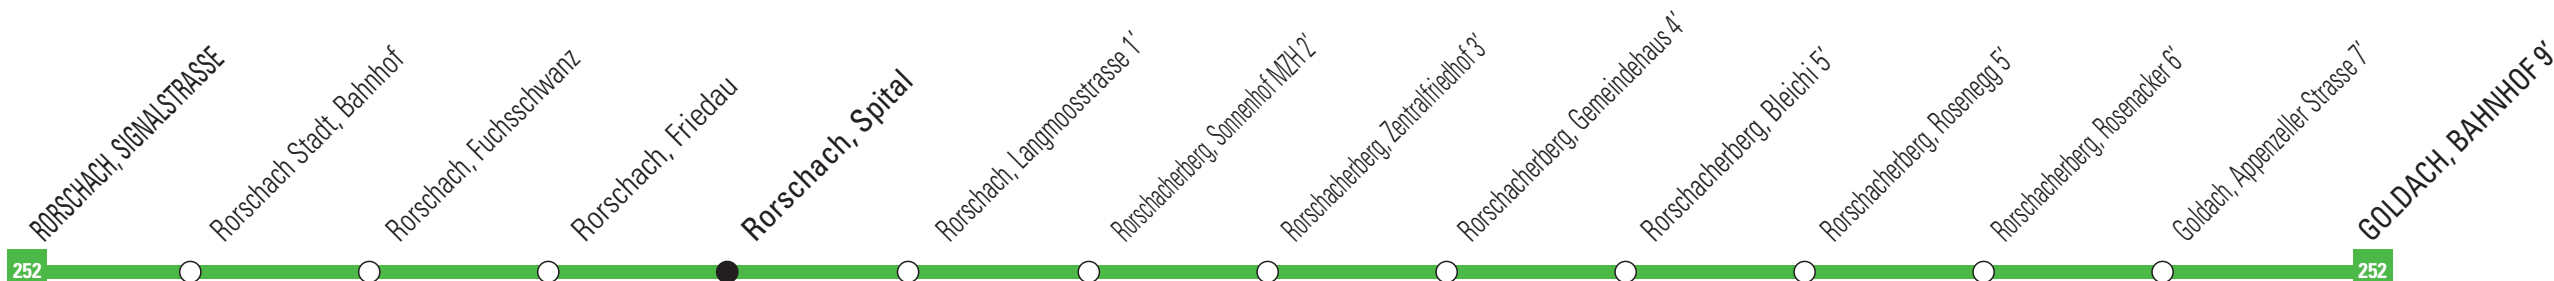 RORSCHACH, SIGNALSTRASSE
Rorschach Stadt, Bahnhof
Rorschach, Fuchsschwanz
Rorschach, Friedau
Rorschach, Spital
Rorschach, Langmoosstrasse 1’
Rorschacherberg, Sonnenhof MZH 2’
Rorschacherberg, Zentralfriedhof 3’
Rorschacherberg, Gemeindehaus 4’
Rorschacherberg, Bleichi 5’
Rorschacherberg, Rosenegg 5’
Rorschacherberg, Rosenacker 6’
Goldach, Appenzeller Strasse 7’
GOLDACH, BAHNHOF 9’
252
252